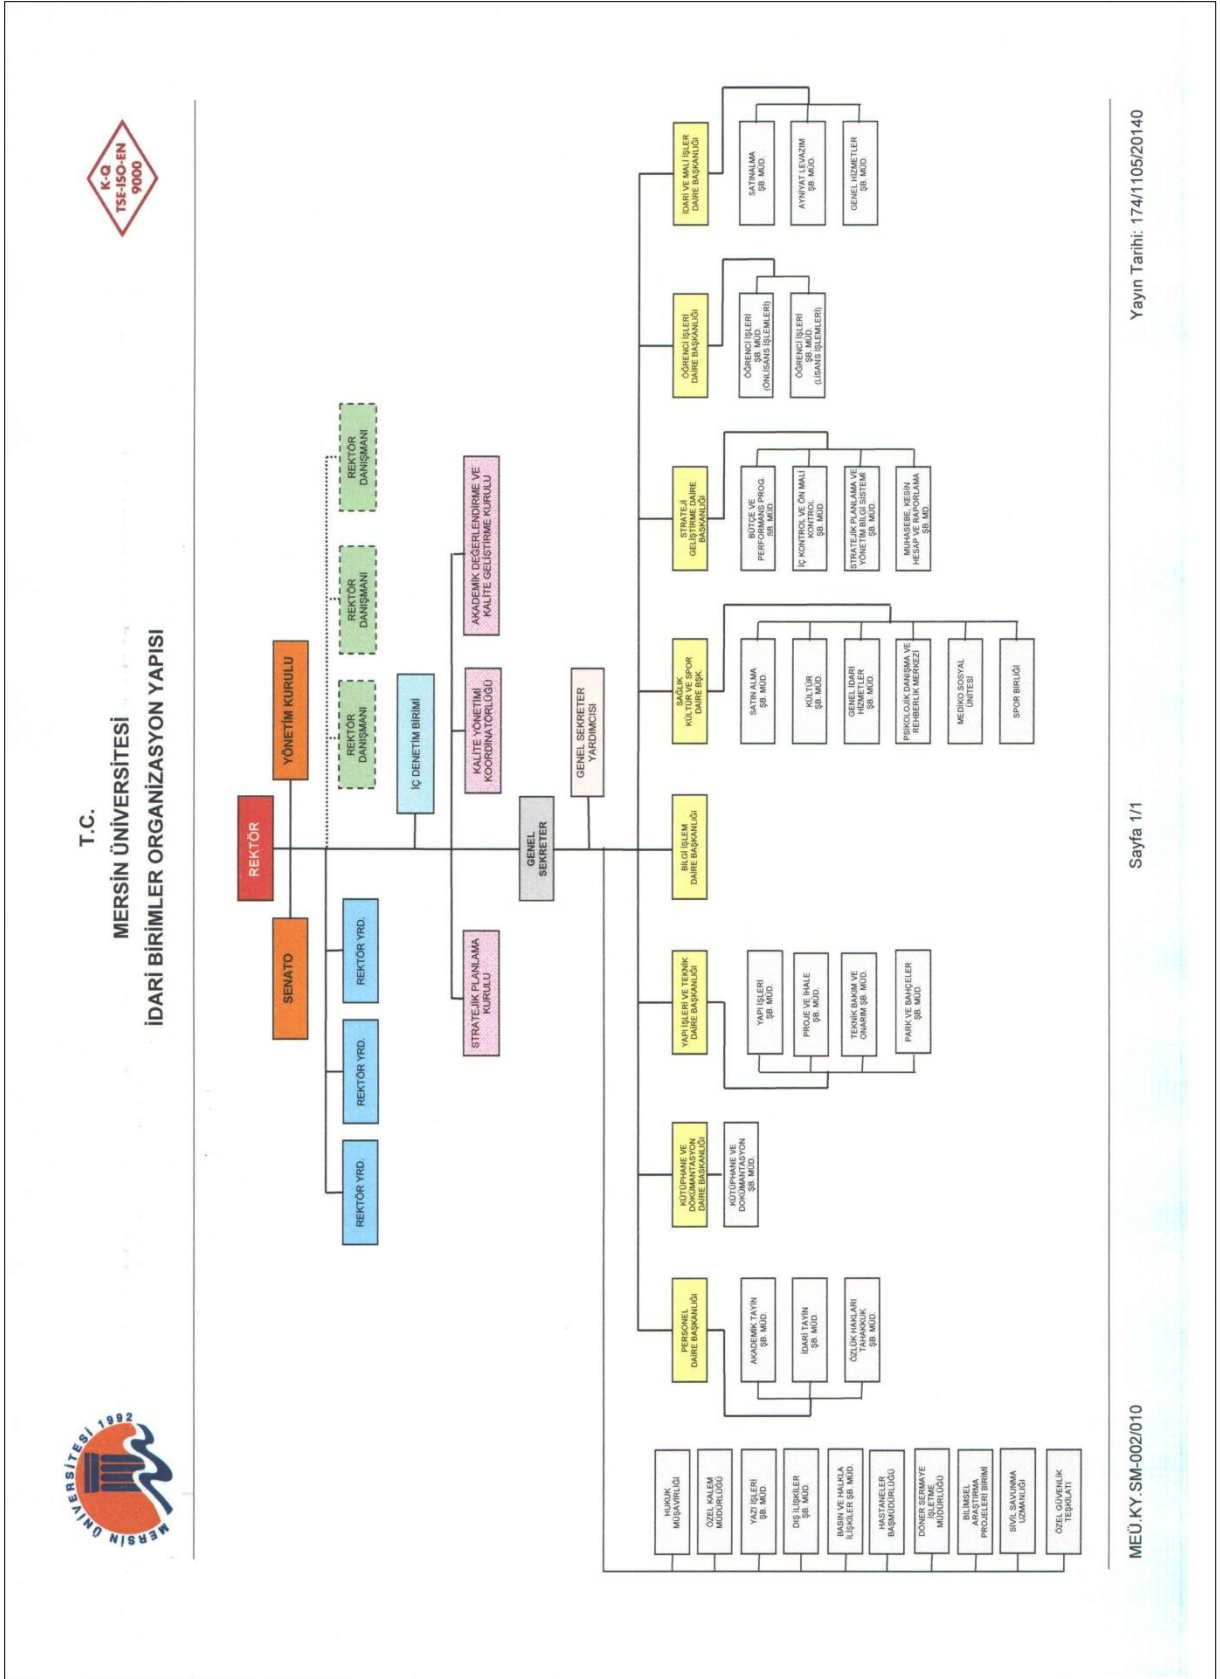 MERSİN ÜNİVERSİTESİ 1992
T.C.
MERSİN ÜNİVERSİTESİ
İDARİ BİRİMLER ORGANİZASYON YAPISI
K-Q
TSE-ISO-EN
9000
REKTÖR
SENATO
YÖNETİM KURULU
REKTÖR YRD.
REKTÖR YRD.
REKTÖR YRD.
REKTÖR
DANIŞMANI
REKTÖR
DANIŞMANI
REKTÖR
DANIŞMANI
İÇ DENETİM BİRİMİ
STRATEJİK PLANLAMA
KURULU
KALİTE YÖNETİMİ
KOORDİNATÖRLÜĞÜ
AKADEMİK DEĞERLENDİRME VE
KALİTE GELİŞTİRME KURULU
GENEL
SEKRETER
GENEL SEKRETER
YARDIMCISI
HUKUK
MÜŞAVİRLİĞİ
ÖZEL KALEM
MÜDÜRLÜĞÜ
YAZI İŞLERİ
ŞB. MÜD.
DIŞ İLİŞKİLER
ŞB. MÜD.
BASIN VE HALKLA
İLİŞKİLER ŞB. MÜD.
HASTANELER
BAŞMÜDÜRLÜĞÜ
DÖNER SERMAYE
İŞLETME
MÜDÜRLÜĞÜ
BİLİMSEL
ARAŞTIRMA
PROJELERİ BİRİMİ
SİVİL SAVUNMA
UZMANLIĞI
ÖZEL GÜVENLİK
TEŞKİLATI
PERSONEL
DAİRE BAŞKANLIĞI
AKADEMİK TAYİN
ŞB. MÜD.
İDARİ TAYİN
ŞB. MÜD.
ÖZLÜK HAKLARI
TAHAKKUK
ŞB. MÜD.
KÜTÜPHANE VE
DÖKÜMANTASYON
DAİRE BAŞKANLIĞI
KÜTÜPHANE VE
DOKÜMANTASYON
ŞB. MÜD.
YAPI İŞLERİ VE TEKNİK
DAİRE BAŞKANLIĞI
YAPI İŞLERİ
ŞB. MÜD.
PROJE VE İHALE
ŞB. MÜD.
TEKNİK BAKIM VE
ONARIM ŞB. MÜD.
PARK VE BAHÇELER
ŞB. MÜD.
BİLGİ İŞLEM
DAİRE BAŞKANLIĞI
SAĞLIK
KÜLTÜR VE SPOR
DAİRE BŞK.
SATIN ALMA
ŞB. MÜD.
KÜLTÜR
ŞB. MÜD.
GENEL İDARİ
HİZMETLER
ŞB. MÜD.
PSİKOLOJİK DANIŞMA VE
REHBERLİK MERKEZİ
MEDİKO SOSYAL
ÜNİTESİ
SPOR BİRLİĞİ
STRATEJİ
GELİŞTİRME DAİRE
BAŞKANLIĞI
BÜTÇE VE
PERFORMANS PROG.
ŞB. MÜD.
İÇ KONTROL VE ÖN MALİ
KONTROL
ŞB. MÜD.
STRATEJİK PLANLAMA VE
YÖNETİM BİLGİ SİSTEMİ
ŞB. MÜD.
MUHASEBE, KESİN
HESAP VE RAPORLAMA
ŞB. MD.
ÖĞRENCİ İŞLERİ
DAİRE BAŞKANLIĞI
ÖĞRENCİ İŞLERİ
ŞB. MÜD.
(ÖNLİSANS İŞLEMLERİ)
ÖĞRENCİ İŞLERİ
ŞB. MÜD.
(LİSANS İŞLEMLERİ)
İDARİ VE MALİ İŞLER
DAİRE BAŞKANLIĞI
SATINALMA
ŞB. MÜD.
AYNİYAT LEVAZIM
ŞB. MÜD.
GENEL HİZMETLER
ŞB. MÜD.
MEÜ.KY.SM-002/010
Sayfa 1/1
Yayın Tarihi: 174/1105/20140